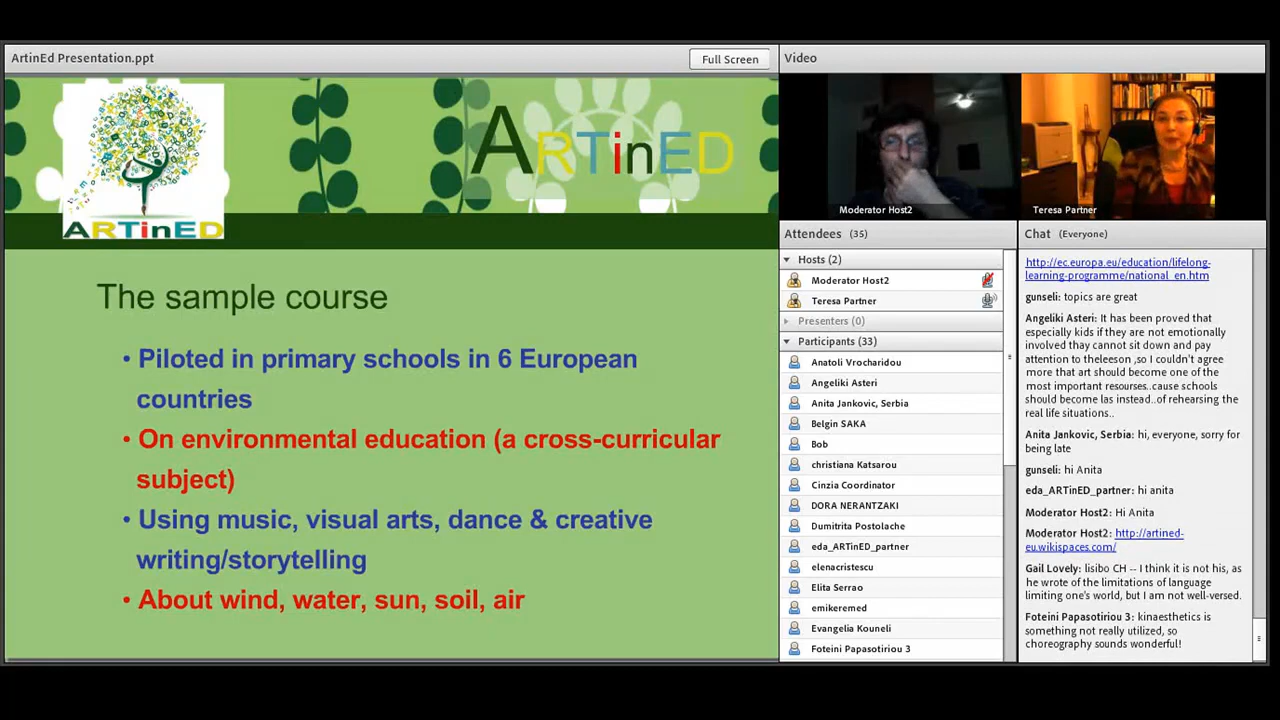 ArtinEd Presentation.ppt
Full Screen
ARTinED
ARTinED
The sample course
• Piloted in primary schools in 6 European
countries
• On environmental education (a cross-curricular
subject)
• Using music, visual arts, dance & creative
writing/storytelling
• About wind, water, sun, soil, air
Video
Moderator Host2
Teresa Partner
Attendees (35)
Hosts (2)
Moderator Host2
Teresa Partner
Presenters (0)
Participants (33)
Anatoli Vrocharidou
Angeliki Asteri
Anita Jankovic, Serbia
Belgin SAKA
Bob
christiana Katsarou
Cinzia Coordinator
DORA NERANTZAKI
Dumitrita Postolache
eda_ARTinED_partner
elenacristescu
Elita Serrao
emikeremed
Evangelia Kouneli
Foteini Papasotiriou 3
Chat (Everyone)
http://ec.europa.eu/education/lifelong-
learning-programme/national_en.htm
gunseli: topics are great
Angeliki Asteri: It has been proved that
especially kids if they are not emotionally
involved thay cannot sit down and pay
attention to theleeson ,so I couldn't agree
more that art should become one of the
most important resourses..cause schools
should become las instead..of rehearsing the
real life situations..
Anita Jankovic, Serbia: hi, everyone, sorry for
being late
gunseli: hi Anita
eda_ARTinED_partner: hi anita
Moderator Host2: Hi Anita
Moderator Host2: http://artined-
eu.wikispaces.com/
Gail Lovely: lisibo CH -- I think it is not his, as
he wrote of the limitations of language
limiting one's world, but I am not well-versed.
Foteini Papasotiriou 3: kinaesthetics is
something not really utilized, so
choreography sounds wonderful!